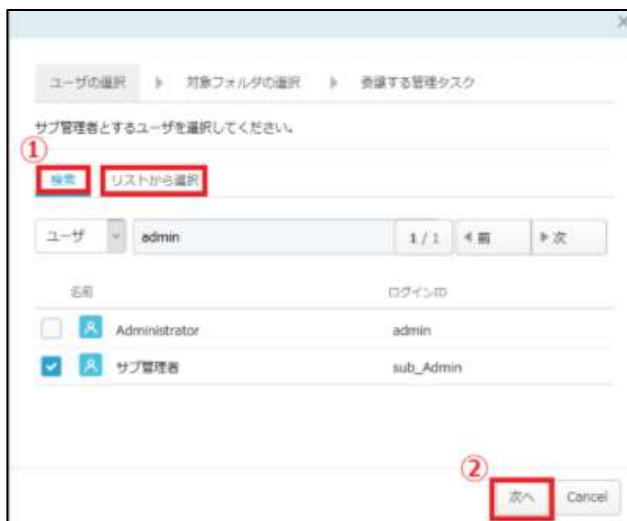 ユーザの選択 対象フォルダの選択 委譲する管理タスク
サブ管理者とするユーザを選択してください。
①
検索 リストから選択
ユーザ admin 1 / 1 前 次
名前 ログインID
Administrator admin
サブ管理者 sub_Admin
②
次へ Cancel